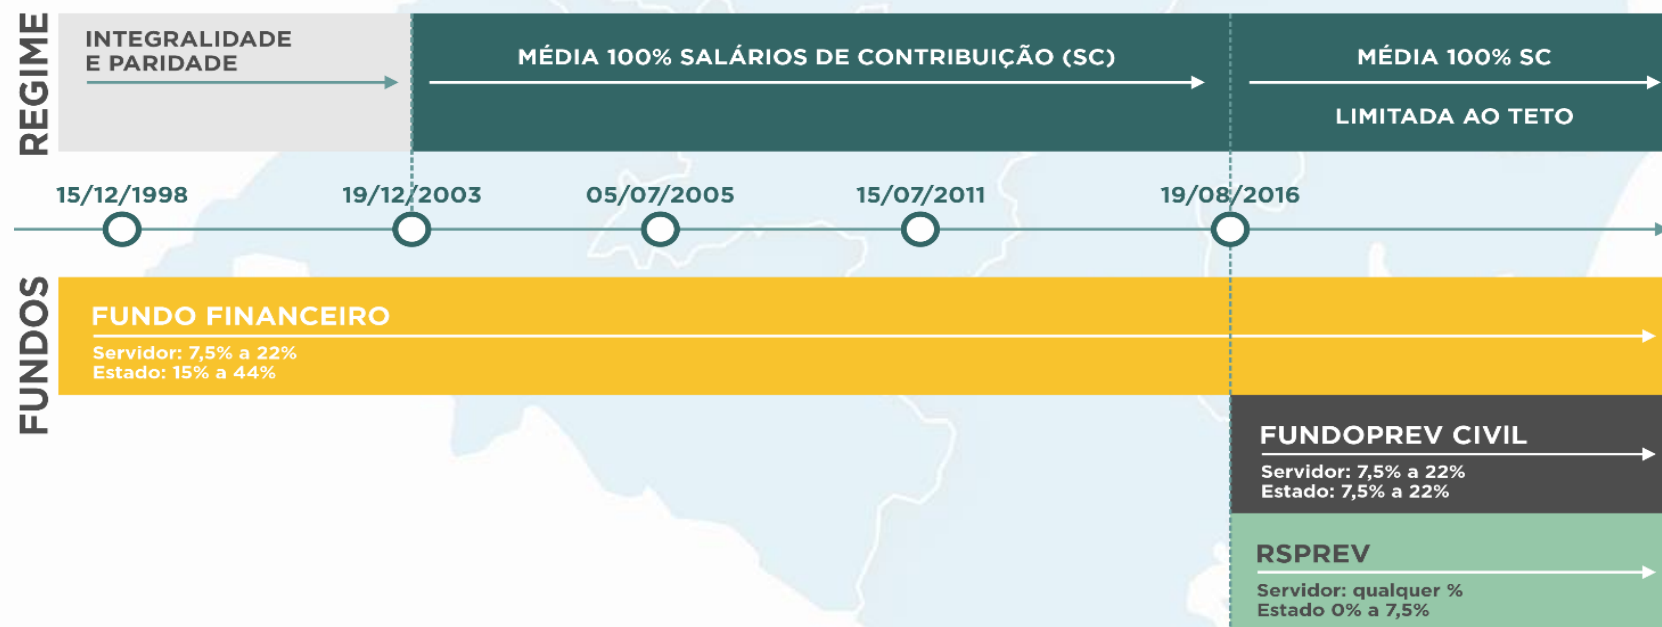 REGIME
INTEGRALIDADE
E PARIDADE
MÉDIA 100% SALÁRIOS DE CONTRIBUIÇÃO (SC)
MÉDIA 100% SC
LIMITADA AO TETO
15/12/1998
19/12/2003
05/07/2005
15/07/2011
19/08/2016
FUNDOS
FUNDO FINANCEIRO
Servidor: 7,5% a 22%
Estado: 15% a 44%
FUNDOPREV CIVIL
Servidor: 7,5% a 22%
Estado: 7,5% a 22%
RSPREV
Servidor: qualquer %
Estado 0% a 7,5%